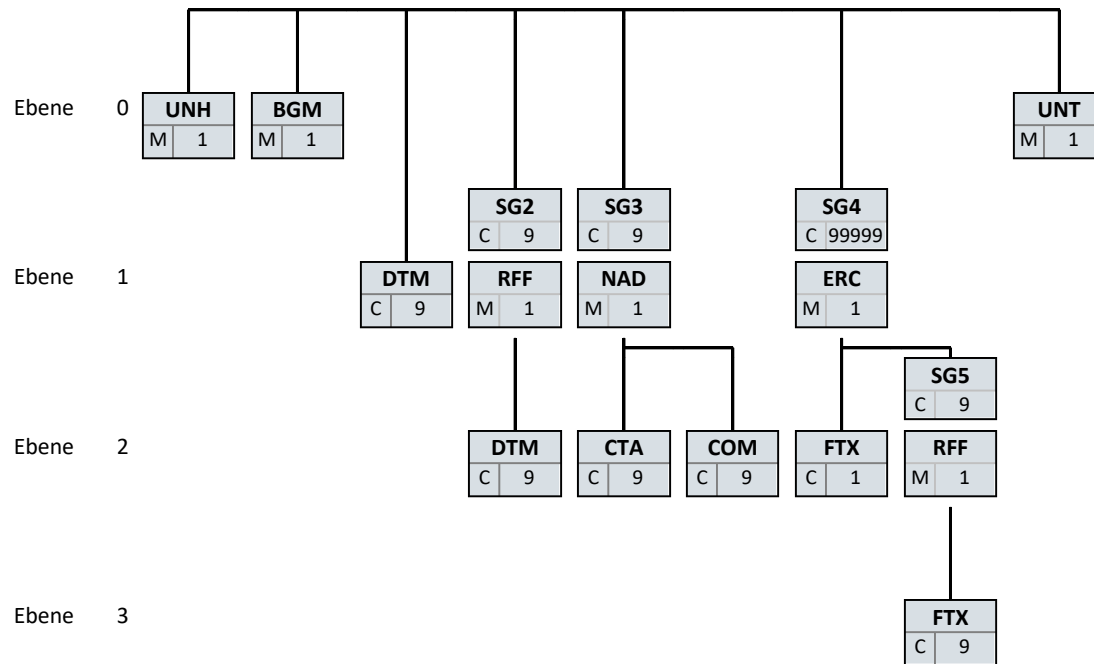 Ebene 0 UNH BGM UNT
M 1 M 1 M 1
SG2 SG3 SG4
C 9 C 9 C 99999
Ebene 1 DTM RFF NAD ERC
C 9 M 1 M 1 M 1
SG5
C 9
Ebene 2 DTM CTA COM FTX RFF
C 9 C 9 C 9 C 1 M 1
Ebene 3 FTX
C 9